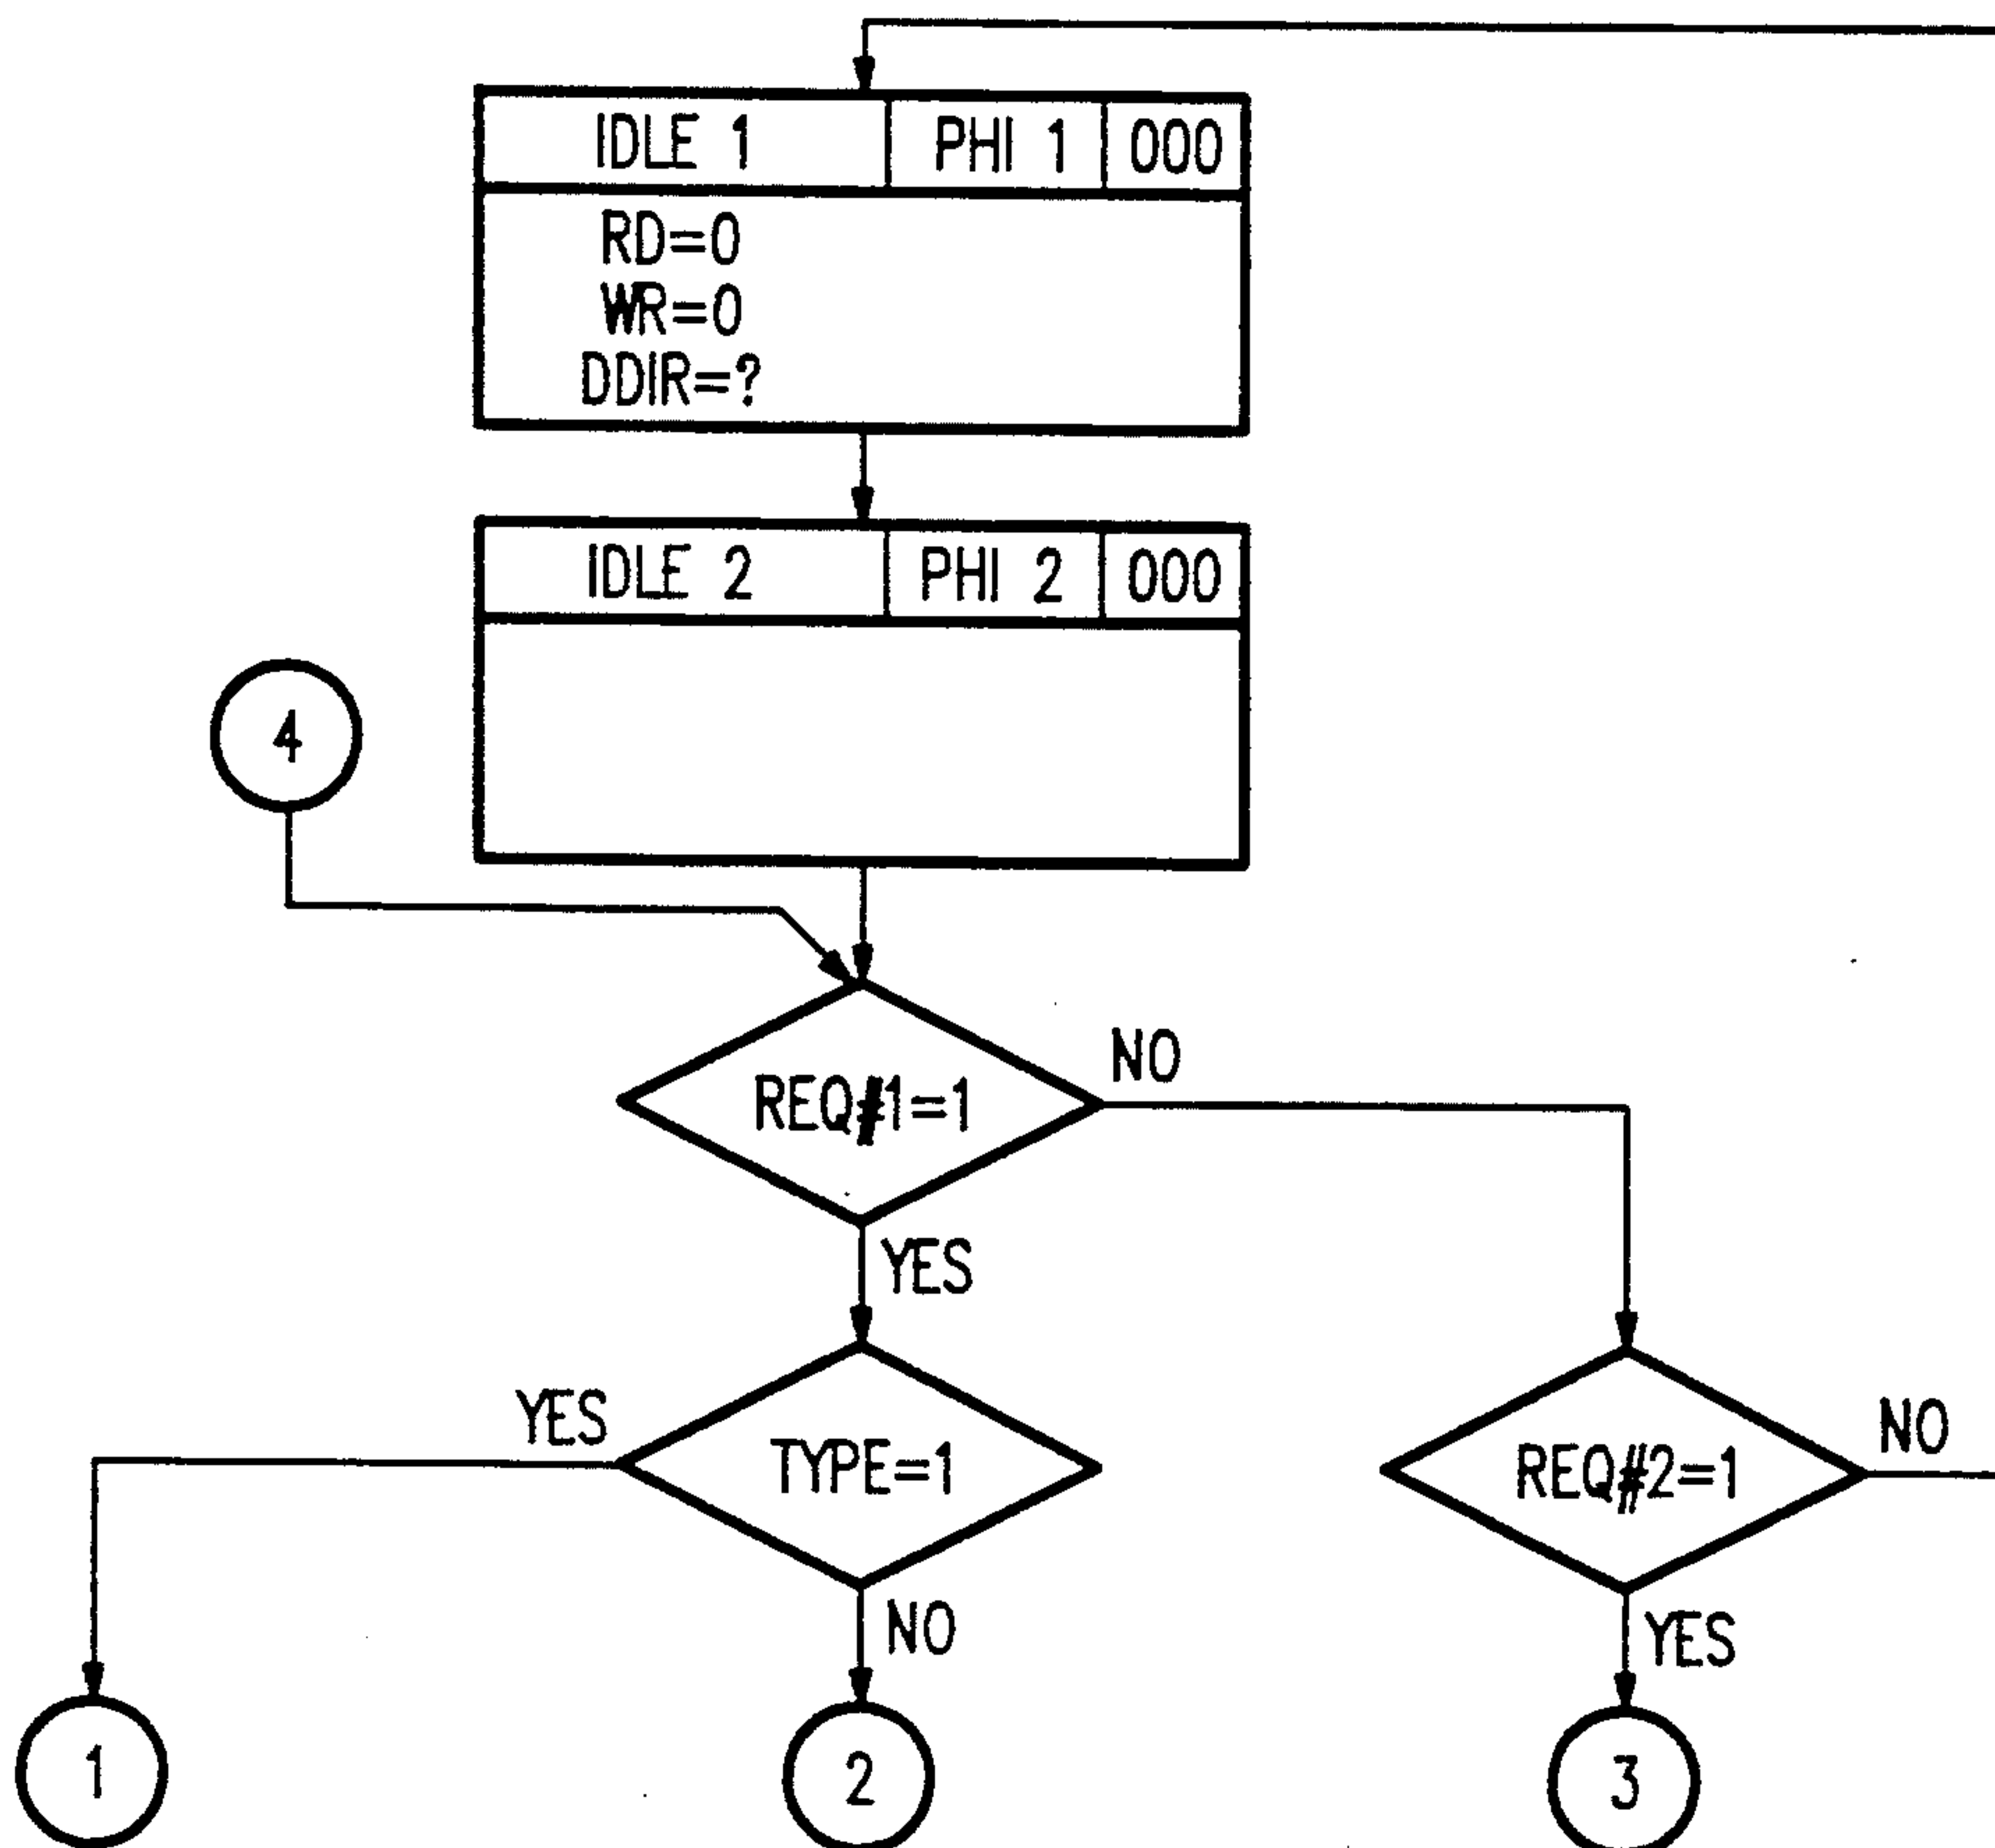 IDLE 1 PHI 1 000
RD=0
WR=0
DDIR=?
IDLE 2 PHI 2 000
4
REQ#1=1
NO
YES
YES
TYPE=1
NO
REQ#2=1
NO
YES
1
2
3